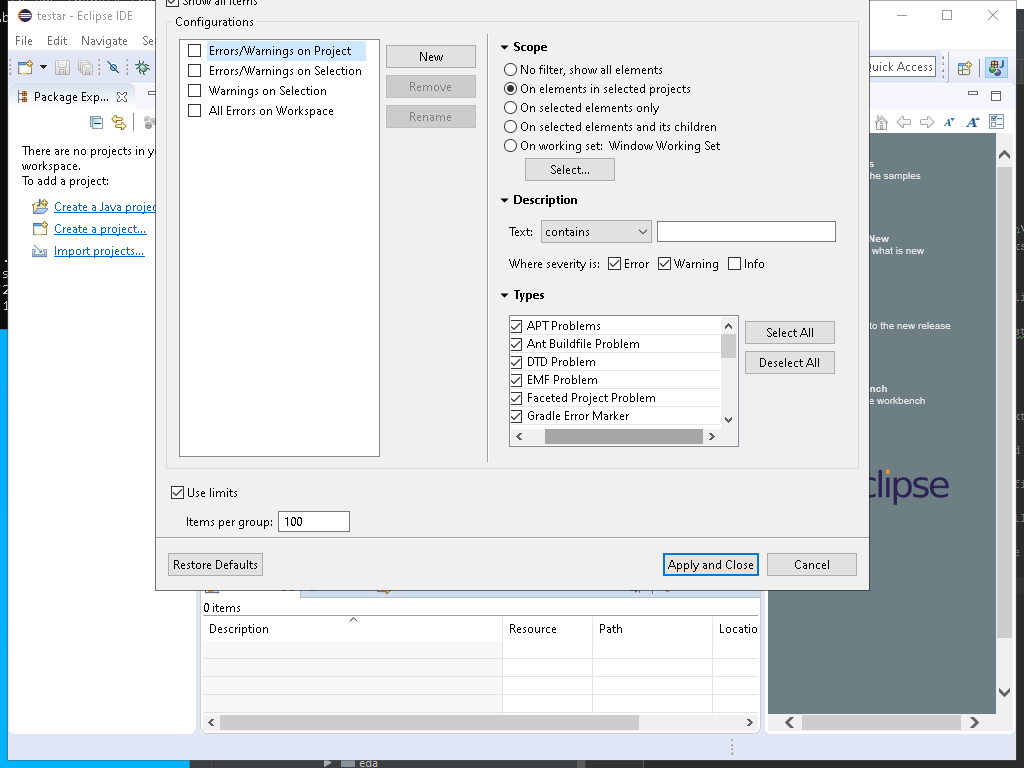 Show all items
testar - Eclipse IDE
Configurations
File Edit Navigate Se
Errors/Warnings on Project
Errors/Warnings on Selection
Warnings on Selection
All Errors on Workspace
New
Remove
Rename
Scope
No filter, show all elements
On elements in selected projects
On selected elements only
On selected elements and its children
On working set: Window Working Set
Select...
Quick Access
Package Exp...
There are no projects in y
workspace.
To add a project:
Create a Java projec
Create a project...
Import projects...
Description
Text: contains
Where severity is: Error Warning Info
Types
APT Problems
Ant Buildfile Problem
DTD Problem
EMF Problem
Faceted Project Problem
Gradle Error Marker
Select All
Deselect All
s
the samples
New
what is new
to the new release
nch
e workbench
clipse
Use limits
Items per group: 100
Restore Defaults
Apply and Close
Cancel
0 items
Description Resource Path Locatio
eda